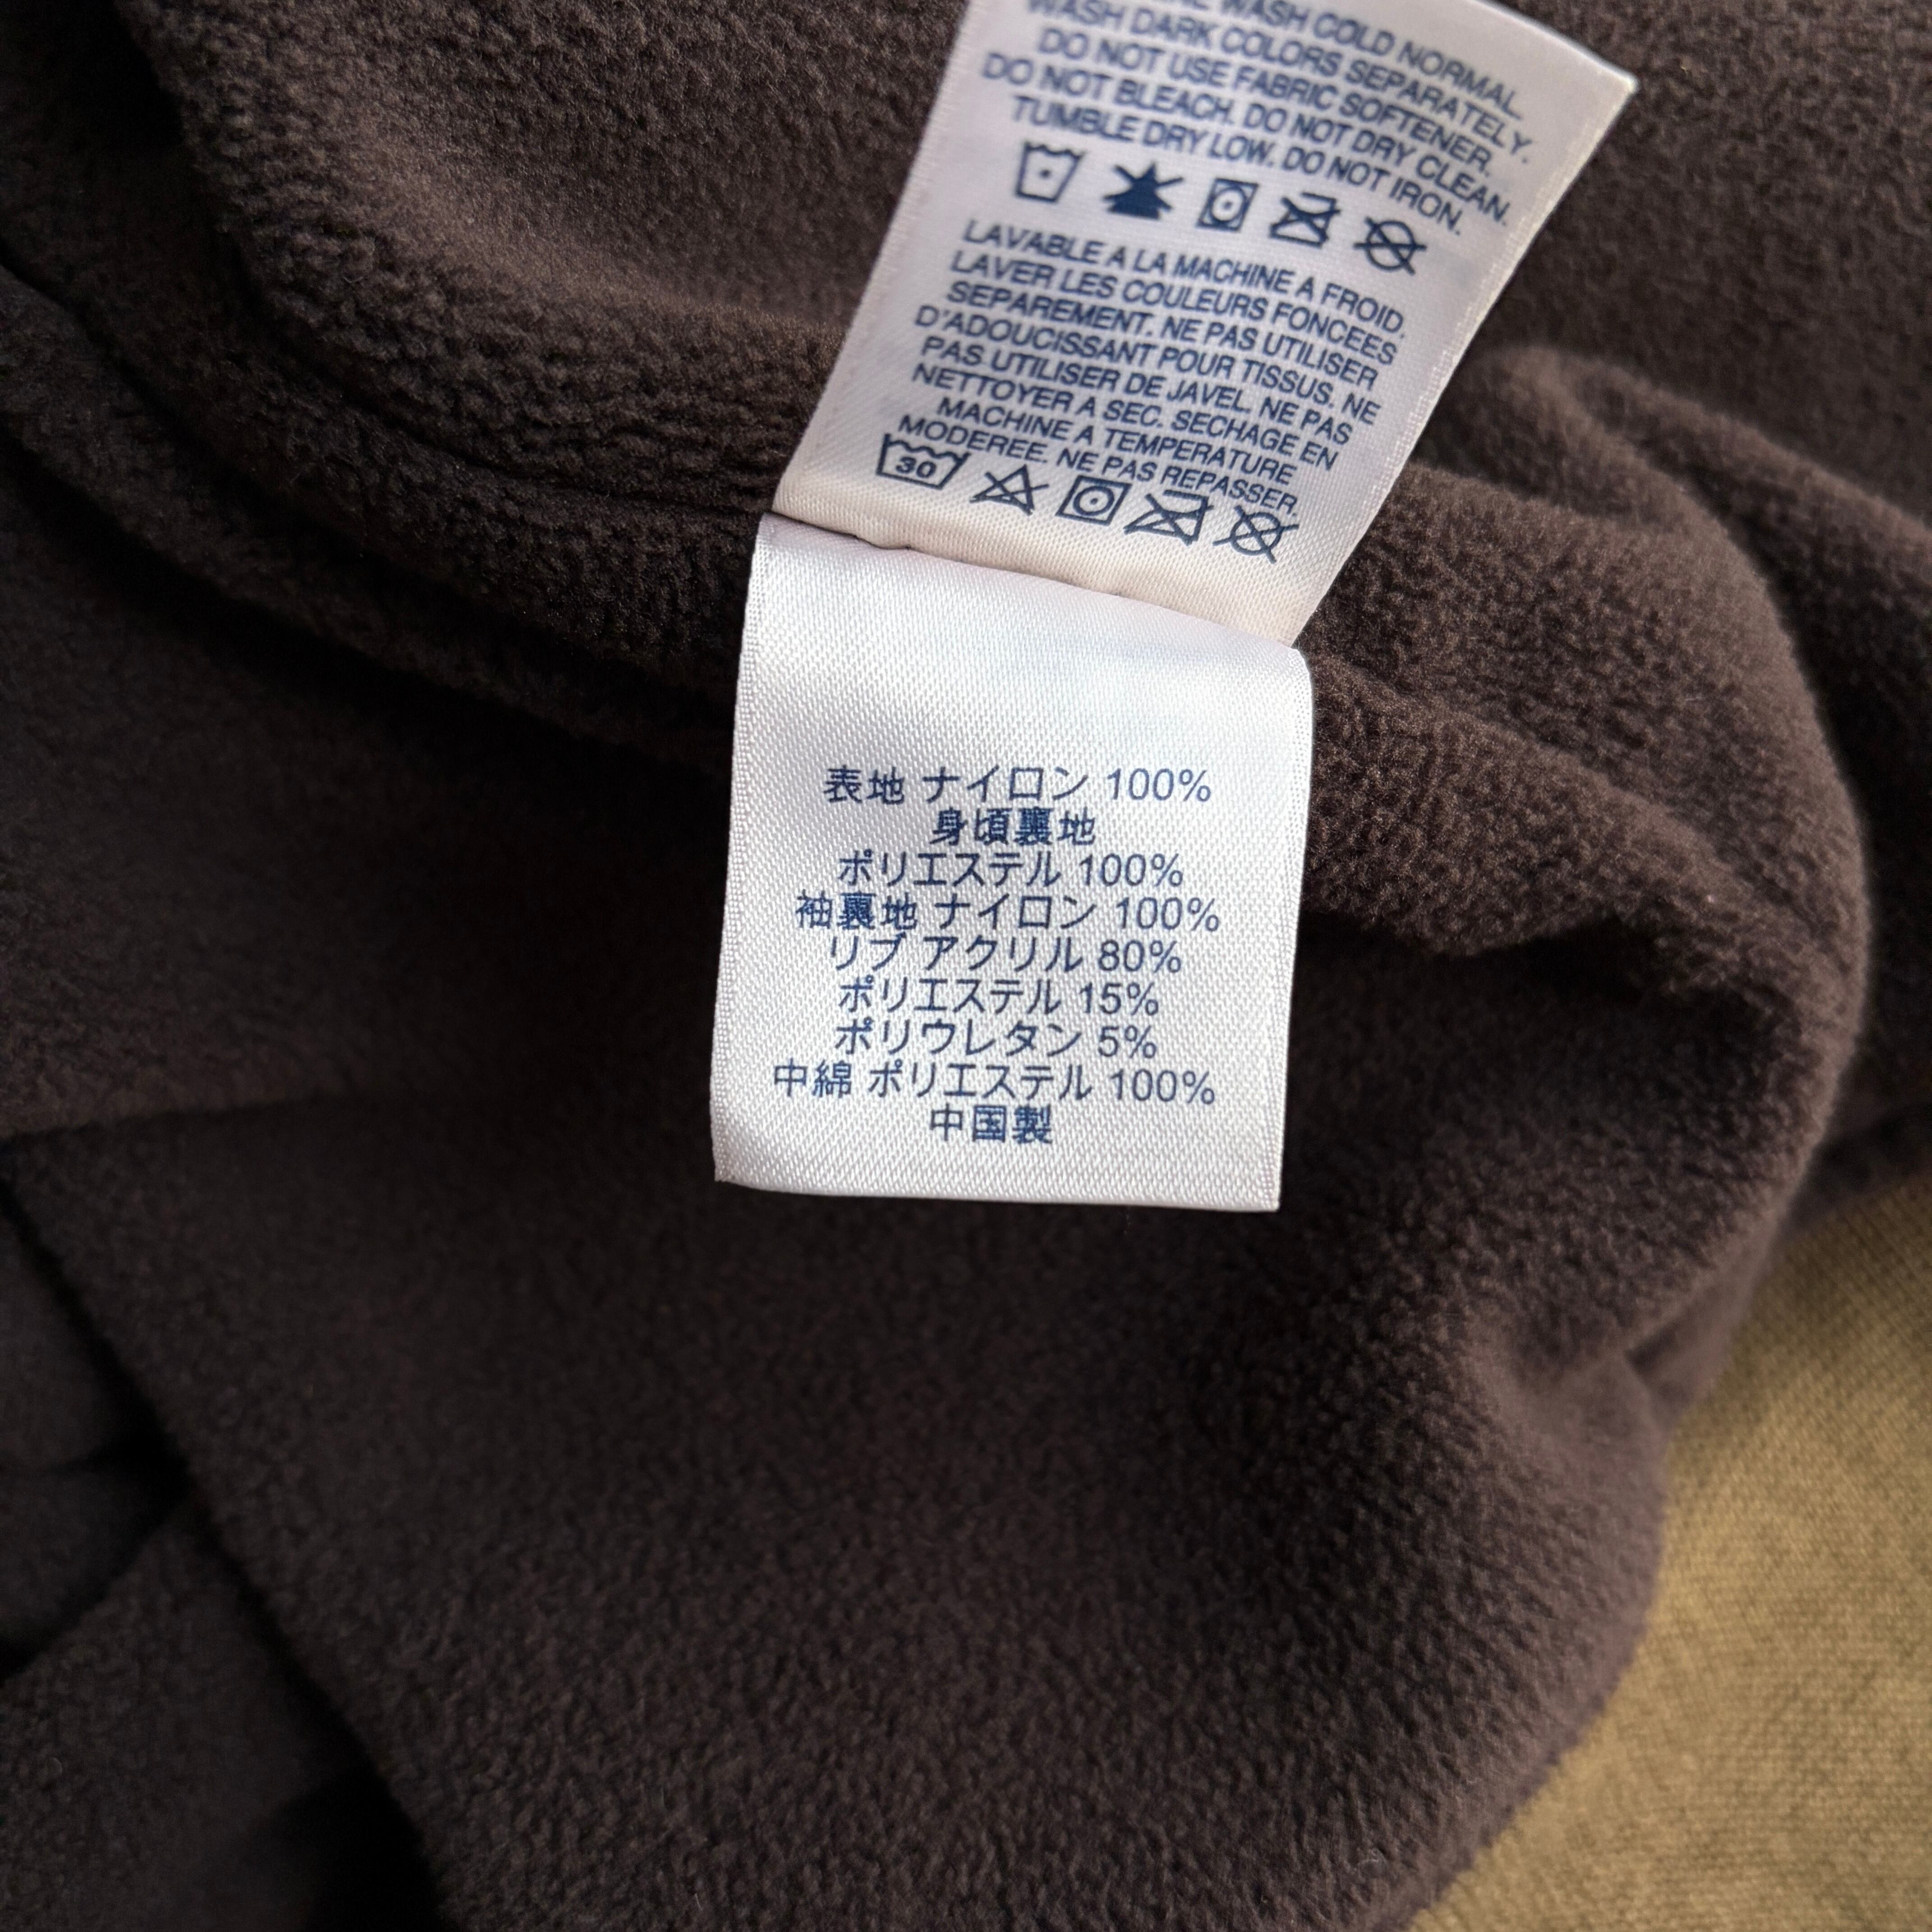 WASH COLD NORMAL.
WASH DARK COLORS SEPARATELY.
DO NOT USE FABRIC SOFTENER.
DO NOT BLEACH. DO NOT DRY CLEAN.
TUMBLE DRY LOW. DO NOT IRON.
LAVABLE A LA MACHINE A FROID.
LAVER LES COULEURS FONCEES
SEPAREMENT. NE PAS UTILISER
D'ADOUCISSANT POUR TISSUS. NE
PAS UTILISER DE JAVEL. NE PAS
NETTOYER A SEC. SECHAGE EN
MACHINE A TEMPERATURE
MODEREE. NE PAS REPASSER.
30
表地 ナイロン 100%
身頃裏地
ポリエステル 100%
袖裏地 ナイロン 100%
リブ アクリル 80%
ポリエステル 15%
ポリウレタン 5%
中綿 ポリエステル 100%
中国製